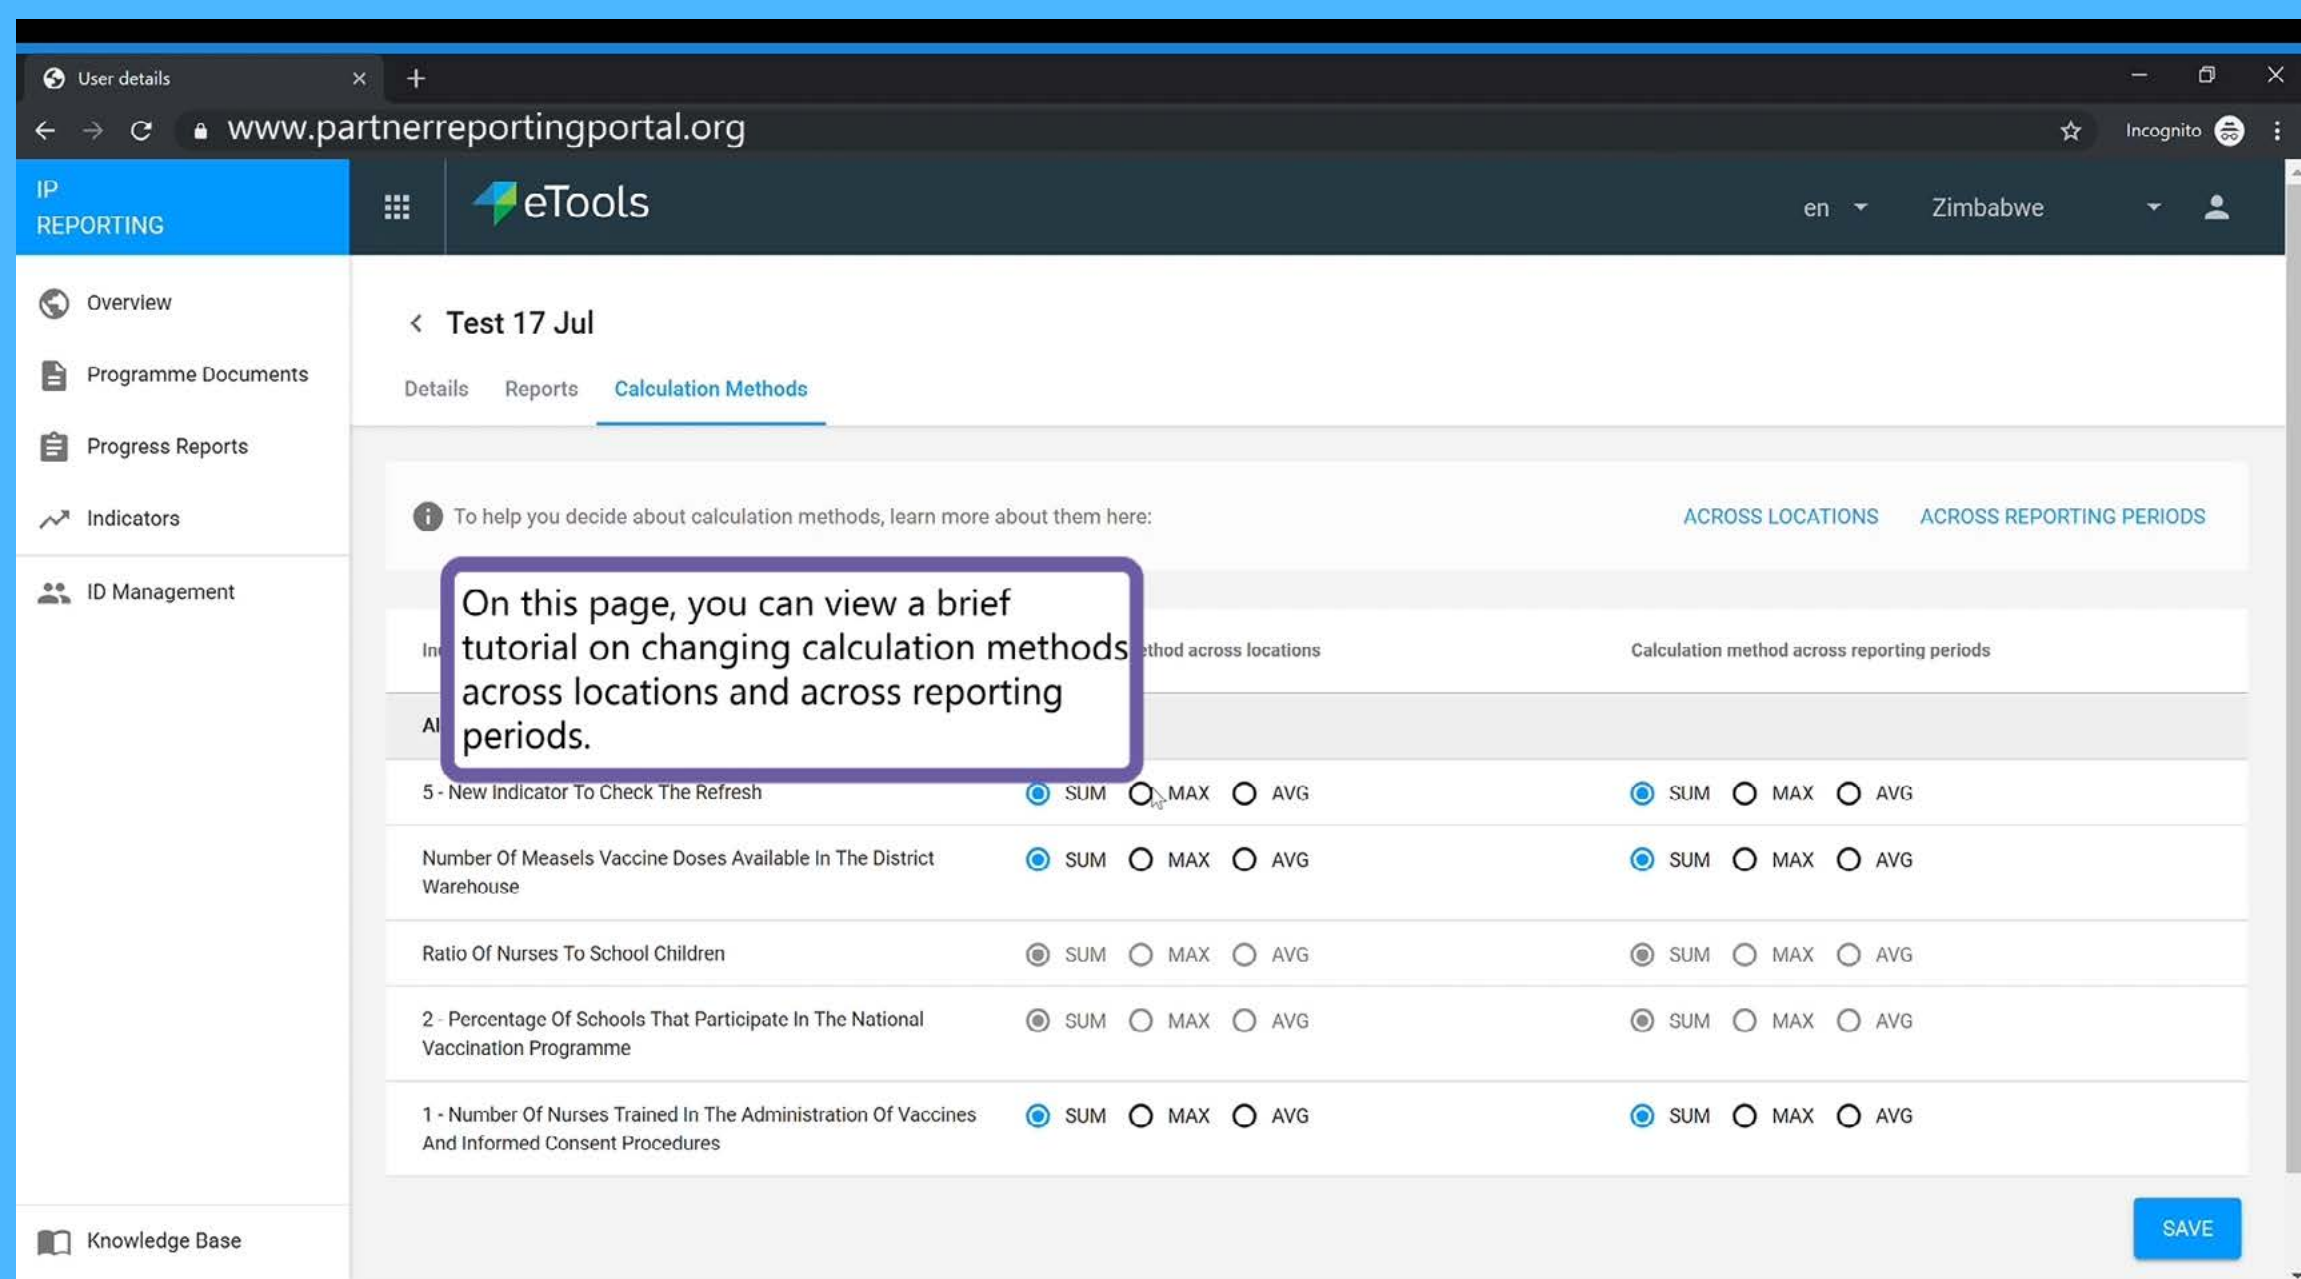 User details
www.partnerreportingportal.org
Incognito
IP
REPORTING
eTools
en
Zimbabwe
Overview
Programme Documents
Progress Reports
Indicators
ID Management
Knowledge Base
Test 17 Jul
Details Reports Calculation Methods
To help you decide about calculation methods, learn more about them here:
ACROSS LOCATIONS ACROSS REPORTING PERIODS
On this page, you can view a brief
tutorial on changing calculation methods
across locations and across reporting
periods.
across locations
Calculation method across reporting periods
5 - New Indicator To Check The Refresh
SUM MAX AVG
SUM MAX AVG
Number Of Measels Vaccine Doses Available In The District
Warehouse
SUM MAX AVG
SUM MAX AVG
Ratio Of Nurses To School Children
SUM MAX AVG
SUM MAX AVG
2 - Percentage Of Schools That Participate In The National
Vaccination Programme
SUM MAX AVG
SUM MAX AVG
1 - Number Of Nurses Trained In The Administration Of Vaccines
And Informed Consent Procedures
SUM MAX AVG
SUM MAX AVG
SAVE